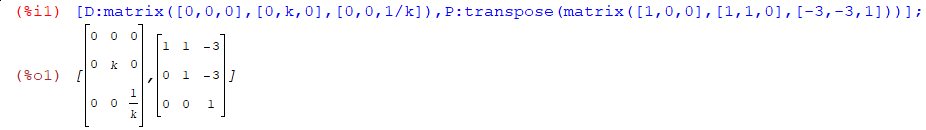 (%i1) [D:matrix([0,0,0],[0,k,0],[0,0,1/k]),P:transpose(matrix([1,0,0],[1,1,0],[-3,-3,1]))];
(%o1) [[0 0 0
0 k 0
0 0 1/k],[1 1 -3
0 1 -3
0 0 1]]